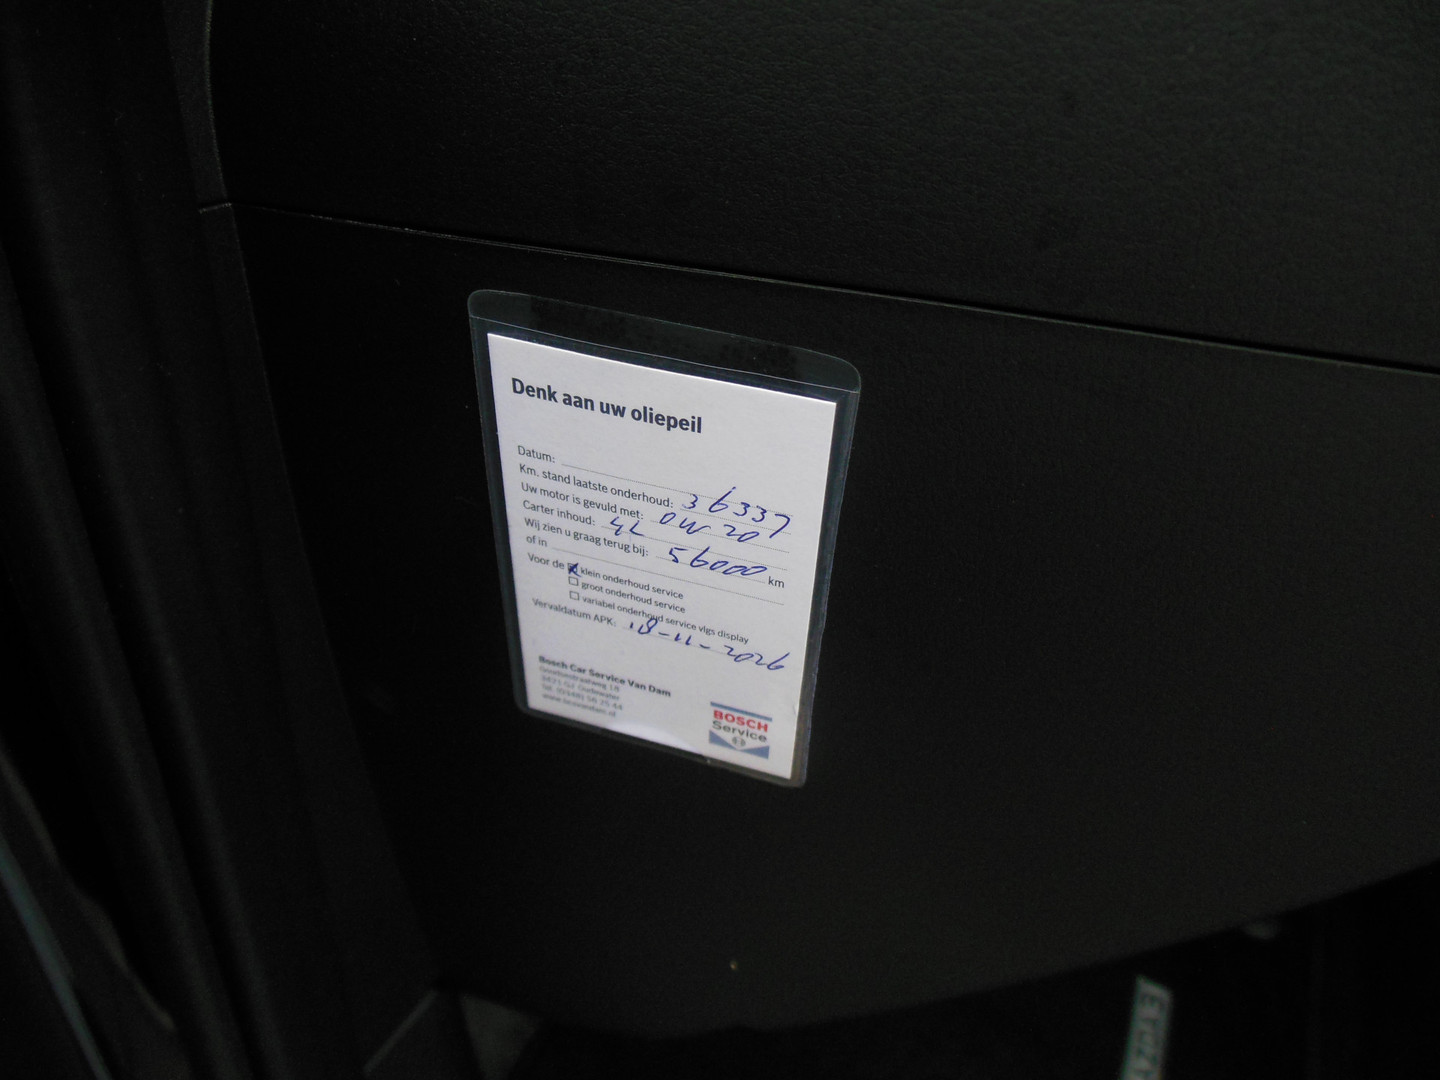 Denk aan uw oliepeil
Datum:
Km. stand laatste onderhoud: 36337
Uw motor is gevuld met: 0W20
Carter inhoud: 4L
Wij zien u graag terug bij: 56000 km
of in
Voor de klein onderhoud service
groot onderhoud service
variabel onderhoud service vlgs display
Vervaldatum APK: 18-11-2026
Bosch Car Service Van Dam
BOSCH
Service